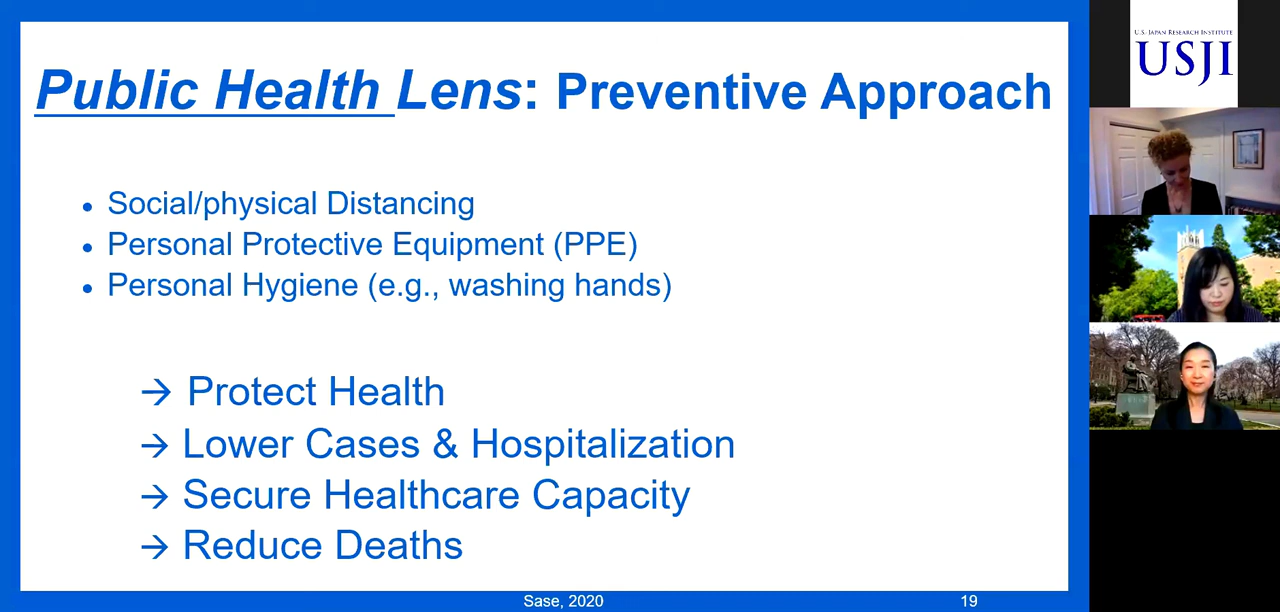 Public Health Lens: Preventive Approach
• Social/physical Distancing
• Personal Protective Equipment (PPE)
• Personal Hygiene (e.g., washing hands)
→ Protect Health
→ Lower Cases & Hospitalization
→ Secure Healthcare Capacity
→ Reduce Deaths
Sase, 2020
19
U.S. JAPAN RESEARCH INSTITUTE
USJI